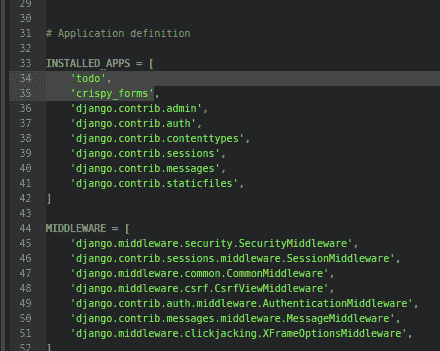 29
30
31 # Application definition
32
33 INSTALLED_APPS = [
34 'todo',
35 'crispy_forms',
36 'django.contrib.admin',
37 'django.contrib.auth',
38 'django.contrib.contenttypes',
39 'django.contrib.sessions',
40 'django.contrib.messages',
41 'django.contrib.staticfiles',
42 ]
43
44 MIDDLEWARE = [
45 'django.middleware.security.SecurityMiddleware',
46 'django.contrib.sessions.middleware.SessionMiddleware',
47 'django.middleware.common.CommonMiddleware',
48 'django.middleware.csrf.CsrfViewMiddleware',
49 'django.contrib.auth.middleware.AuthenticationMiddleware',
50 'django.contrib.messages.middleware.MessageMiddleware',
51 'django.middleware.clickjacking.XFrameOptionsMiddleware',
52 ]